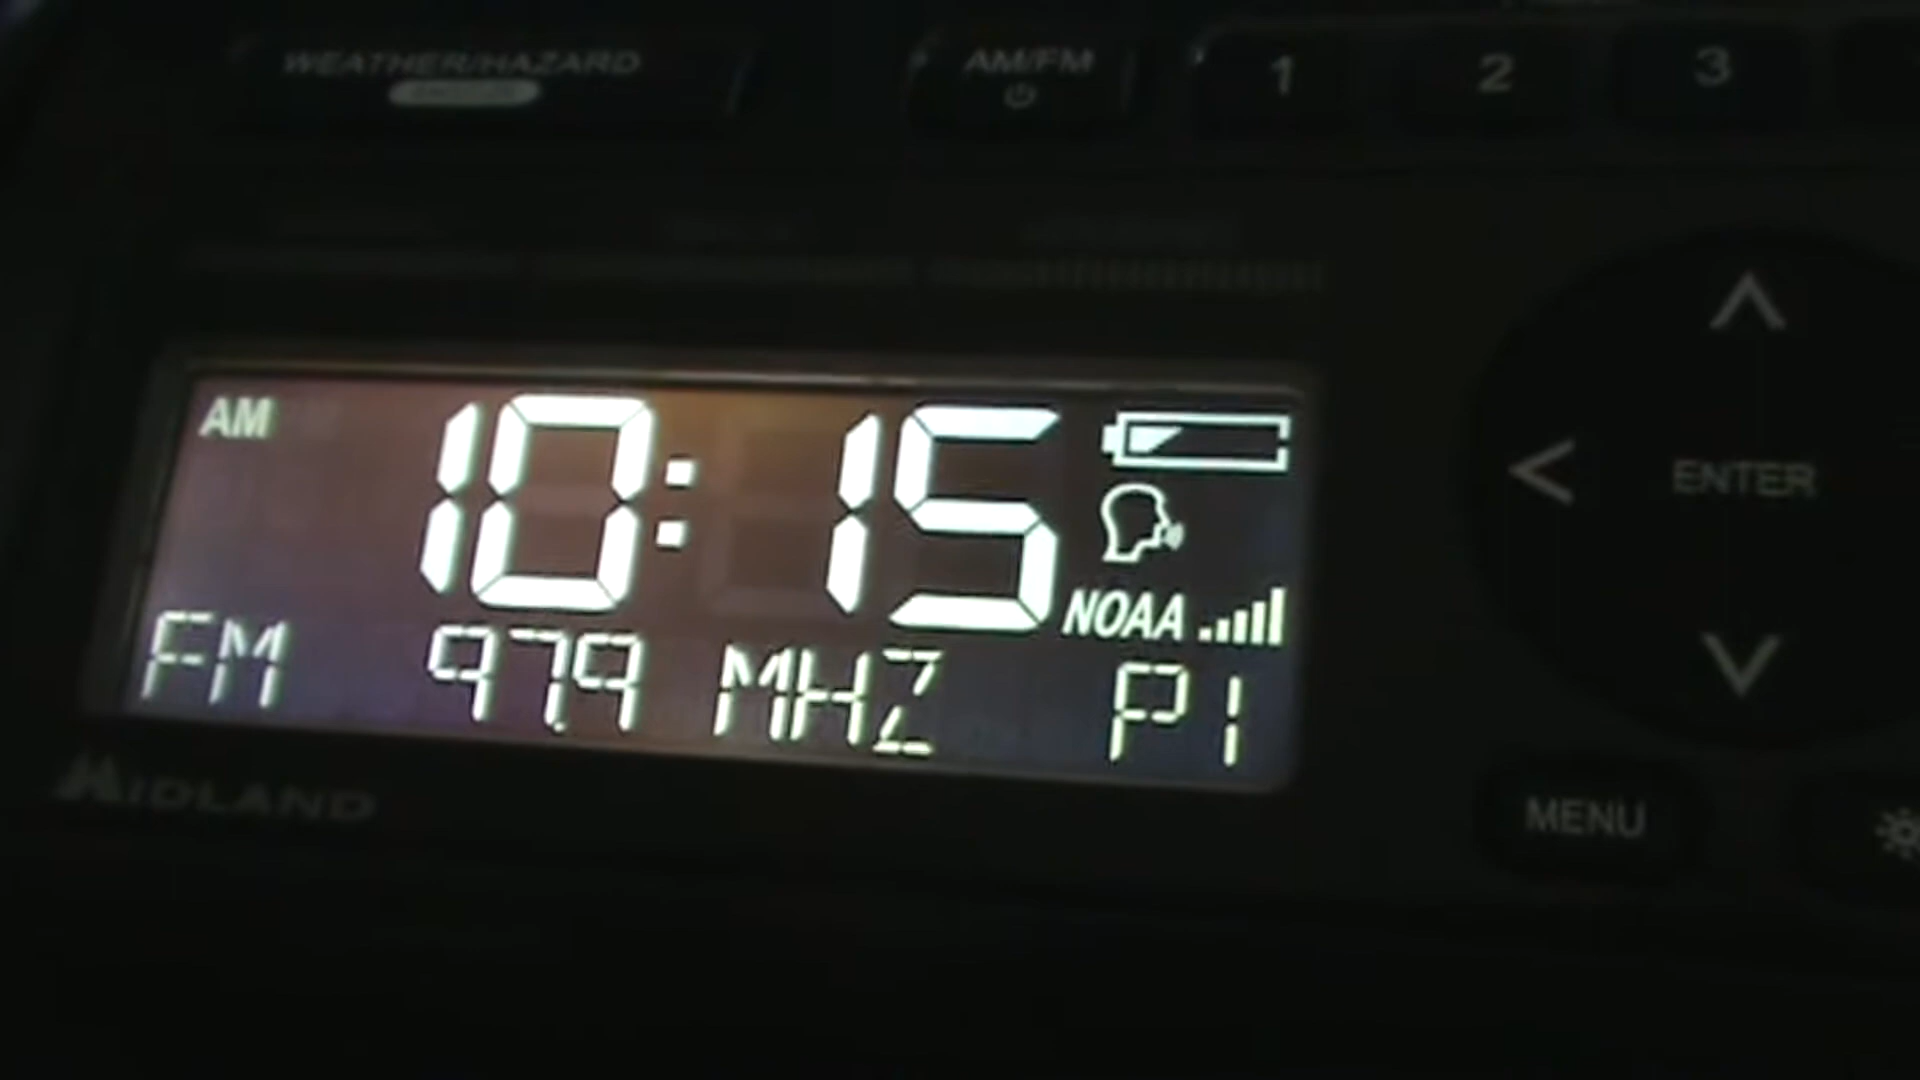 WEATHER/HAZARD AM/FM 1 2 3
AM 10:15
NOAA
FM 97.9 MHZ P1
MIDLAND
ENTER
MENU